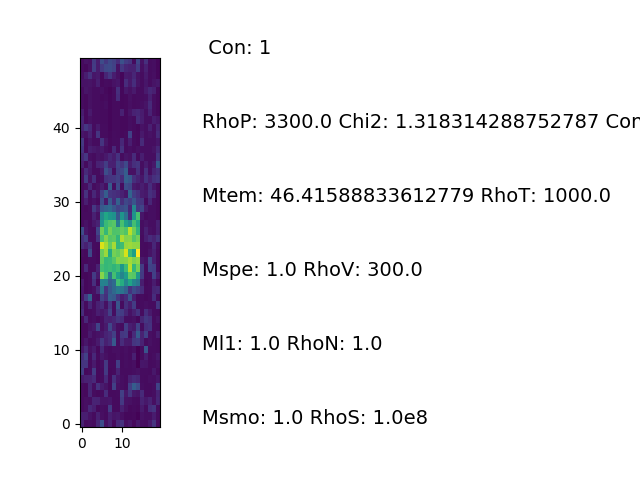 Con: 1
RhoP: 3300.0 Chi2: 1.318314288752787 Con
Mtem: 46.41588833612779 RhoT: 1000.0
Mspe: 1.0 RhoV: 300.0
Ml1: 1.0 RhoN: 1.0
Msmo: 1.0 RhoS: 1.0e8
40
30
20
10
0
0 10